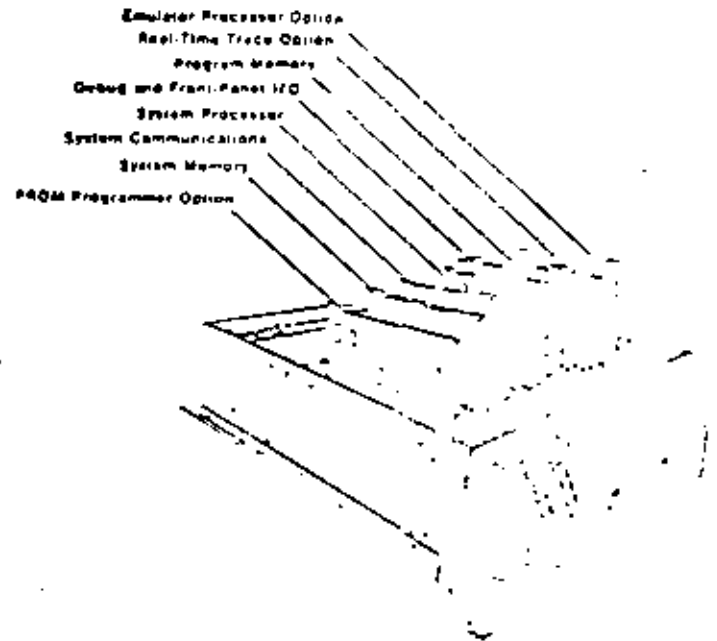 Emulator Processor Option
Real-Time Trace Option
Program Memory
Debug and Front-Panel I/O
System Processor
System Communications
System Memory
PROM Programmer Option